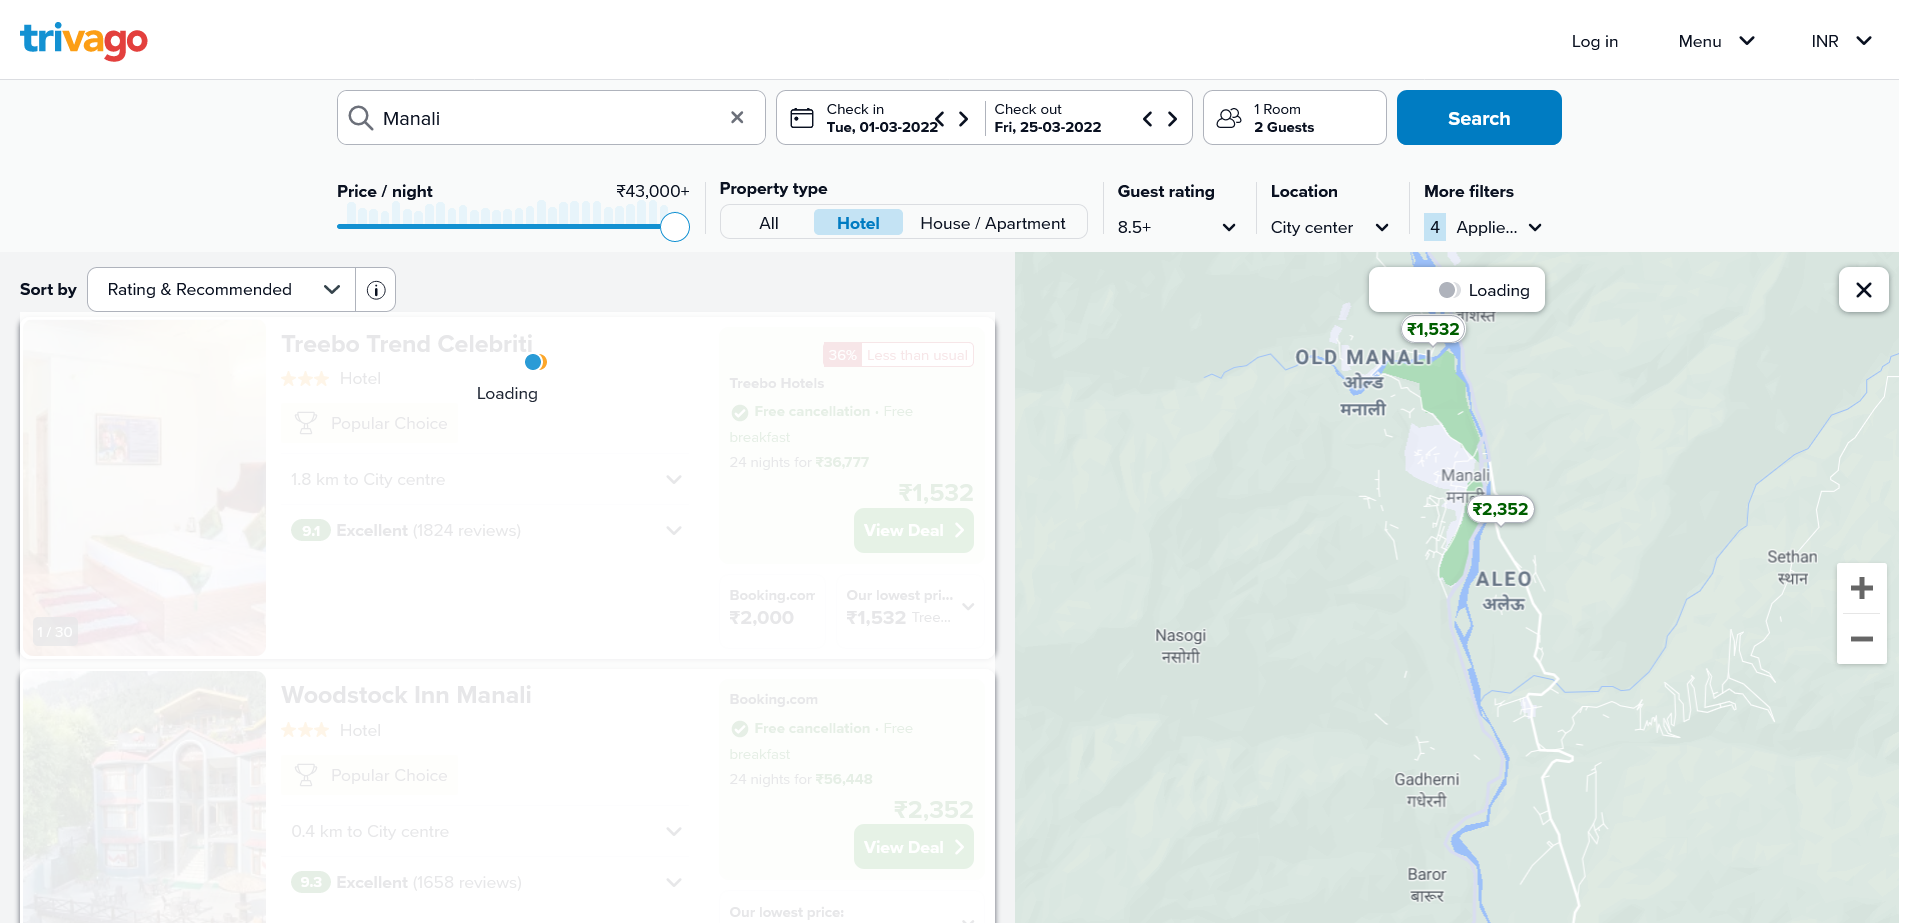 trivago
Log in
Menu
INR
Manali
Check in
Tue, 01-03-2022
Check out
Fri, 25-03-2022
1 Room
2 Guests
Search
Price / night
₹43,000+
Property type
All
Hotel
House / Apartment
Guest rating
8.5+
Location
City center
More filters
4 Applie...
Sort by
Rating & Recommended
Loading
Treebo Trend Celebriti
Hotel
Popular Choice
1.8 km to City centre
9.1 Excellent (1824 reviews)
1 / 30
36% Less than usual
Treebo Hotels
Free cancellation • Free
breakfast
24 nights for ₹36,777
₹1,532
View Deal
Booking.com
₹2,000
Our lowest pri...
₹1,532 Tree...
Woodstock Inn Manali
Hotel
Popular Choice
0.4 km to City centre
9.3 Excellent (1658 reviews)
Booking.com
Free cancellation • Free
breakfast
24 nights for ₹56,448
₹2,352
View Deal
Our lowest price:
Loading
₹1,532
OLD MANALI
ओल्ड
मनाली
Manali
₹2,352
ALEO
अलेऊ
Sethan
स्थान
Nasogi
नसोगी
Gadherni
गधेरनी
Baror
बारूर